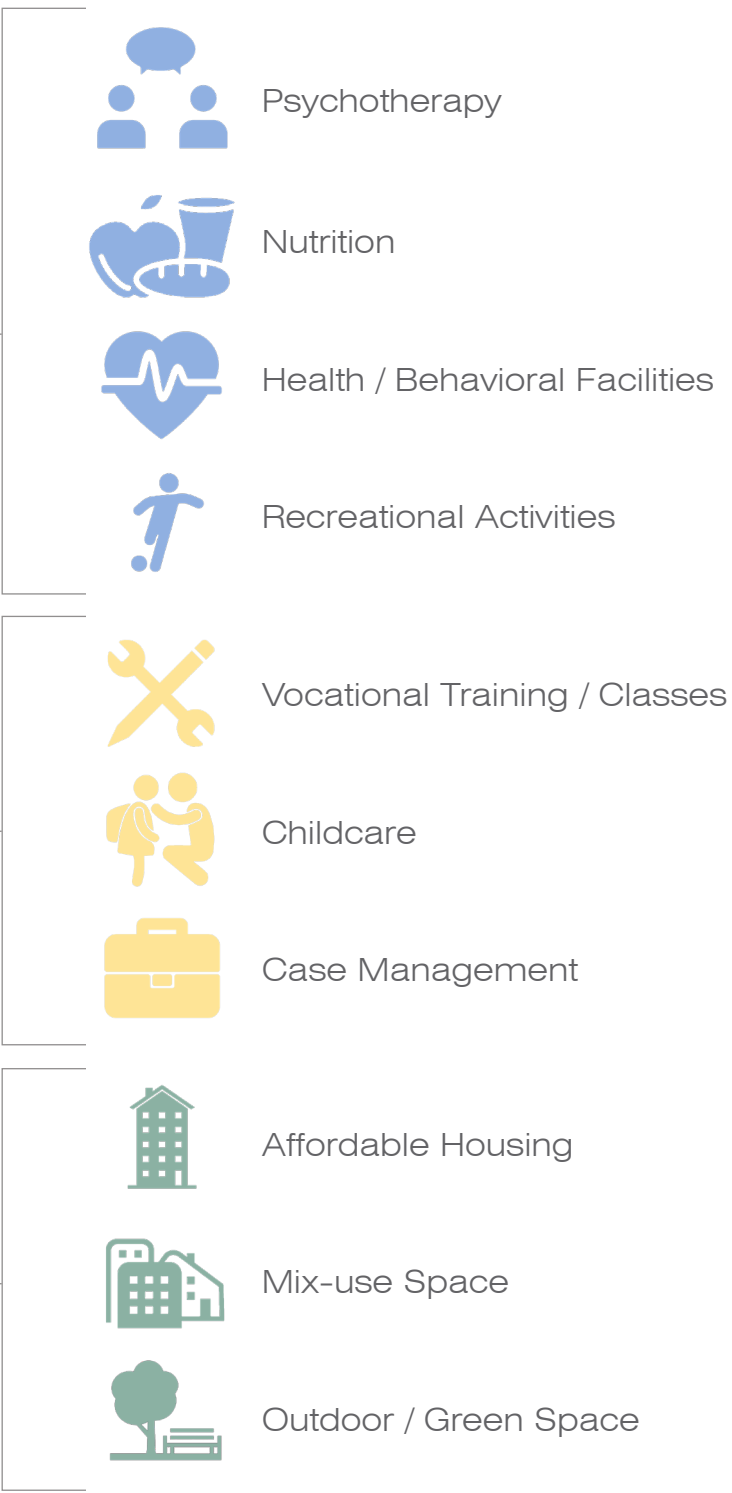 Psychotherapy
Nutrition
Health / Behavioral Facilities
Recreational Activities
Vocational Training / Classes
Childcare
Case Management
Affordable Housing
Mix-use Space
Outdoor / Green Space